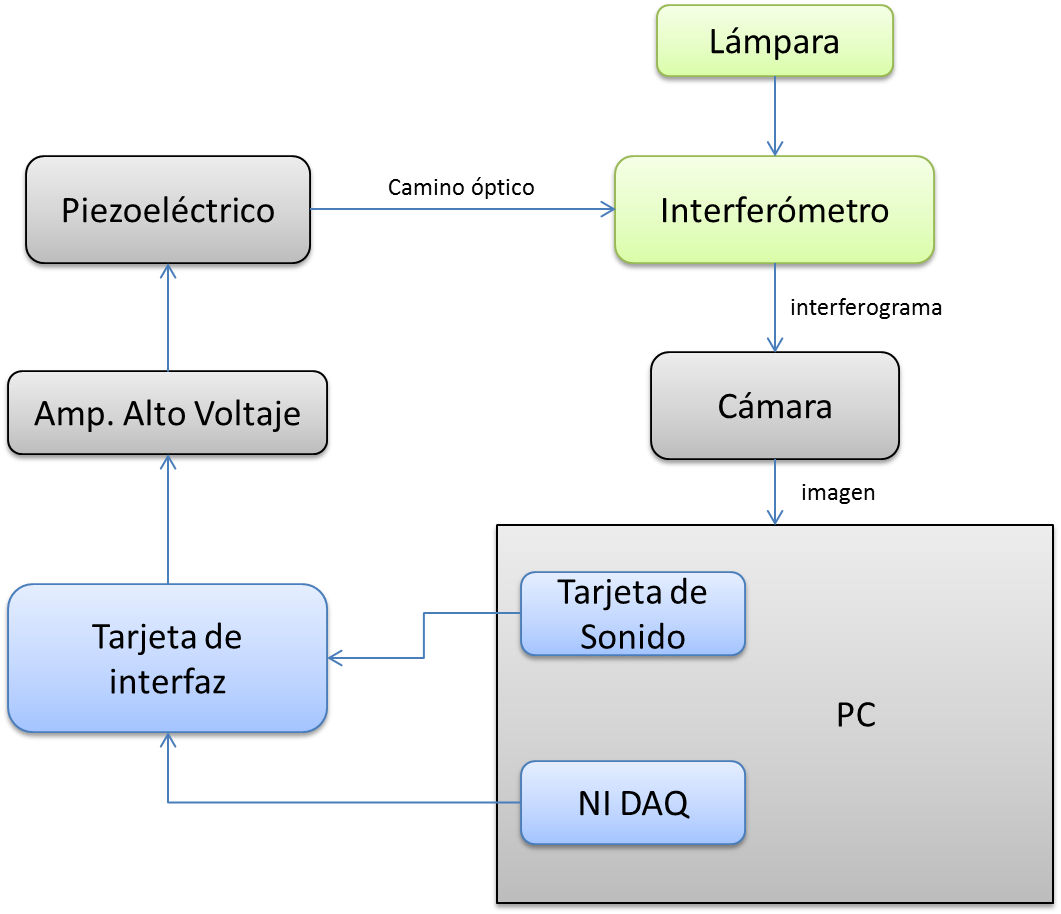 Lámpara
Piezoeléctrico
Camino óptico
Interferómetro
interferograma
Amp. Alto Voltaje
Cámara
imagen
Tarjeta de
interfaz
Tarjeta de
Sonido
PC
NI DAQ